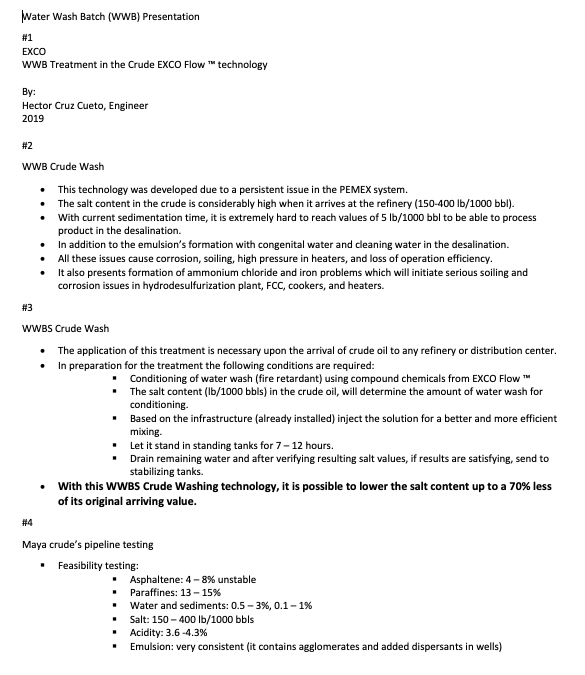 Water Wash Batch (WWB) Presentation
#1
EXCO
WWB Treatment in the Crude EXCO Flow ™ technology
By:
Hector Cruz Cueto, Engineer
2019
#2
WWB Crude Wash
• This technology was developed due to a persistent issue in the PEMEX system.
• The salt content in the crude is considerably high when it arrives at the refinery (150-400 lb/1000 bbl).
• With current sedimentation time, it is extremely hard to reach values of 5 lb/1000 bbl to be able to process
product in the desalination.
• In addition to the emulsion's formation with congenital water and cleaning water in the desalination.
• All these issues cause corrosion, soiling, high pressure in heaters, and loss of operation efficiency.
• It also presents formation of ammonium chloride and iron problems which will initiate serious soiling and
corrosion issues in hydrodesulfurization plant, FCC, cookers, and heaters.
#3
WWBS Crude Wash
• The application of this treatment is necessary upon the arrival of crude oil to any refinery or distribution center.
• In preparation for the treatment the following conditions are required:
▪ Conditioning of water wash (fire retardant) using compound chemicals from EXCO Flow ™
▪ The salt content (lb/1000 bbls) in the crude oil, will determine the amount of water wash for
conditioning.
▪ Based on the infrastructure (already installed) inject the solution for a better and more efficient
mixing.
▪ Let it stand in standing tanks for 7 – 12 hours.
▪ Drain remaining water and after verifying resulting salt values, if results are satisfying, send to
stabilizing tanks.
• With this WWBS Crude Washing technology, it is possible to lower the salt content up to a 70% less
of its original arriving value.
#4
Maya crude's pipeline testing
▪ Feasibility testing:
▪ Asphaltene: 4 – 8% unstable
▪ Paraffines: 13 – 15%
▪ Water and sediments: 0.5 – 3%, 0.1 – 1%
▪ Salt: 150 – 400 lb/1000 bbls
▪ Acidity: 3.6 -4.3%
▪ Emulsion: very consistent (it contains agglomerates and added dispersants in wells)